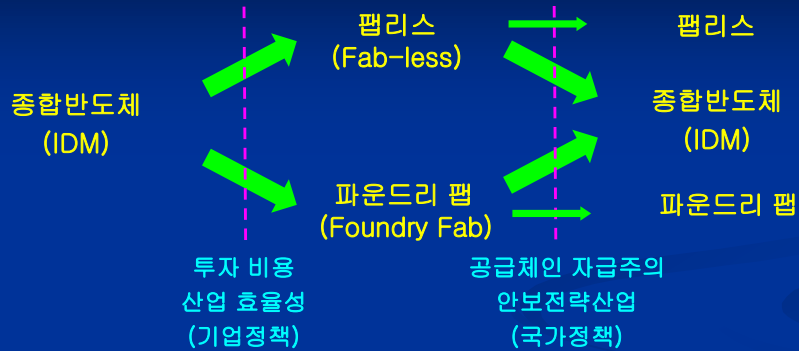 종합반도체
(IDM)
팹리스
(Fab-less)
파운드리 팹
(Foundry Fab)
팹리스
종합반도체
(IDM)
파운드리 팹
투자 비용
산업 효율성
(기업정책)
공급체인 자급주의
안보전략산업
(국가정책)